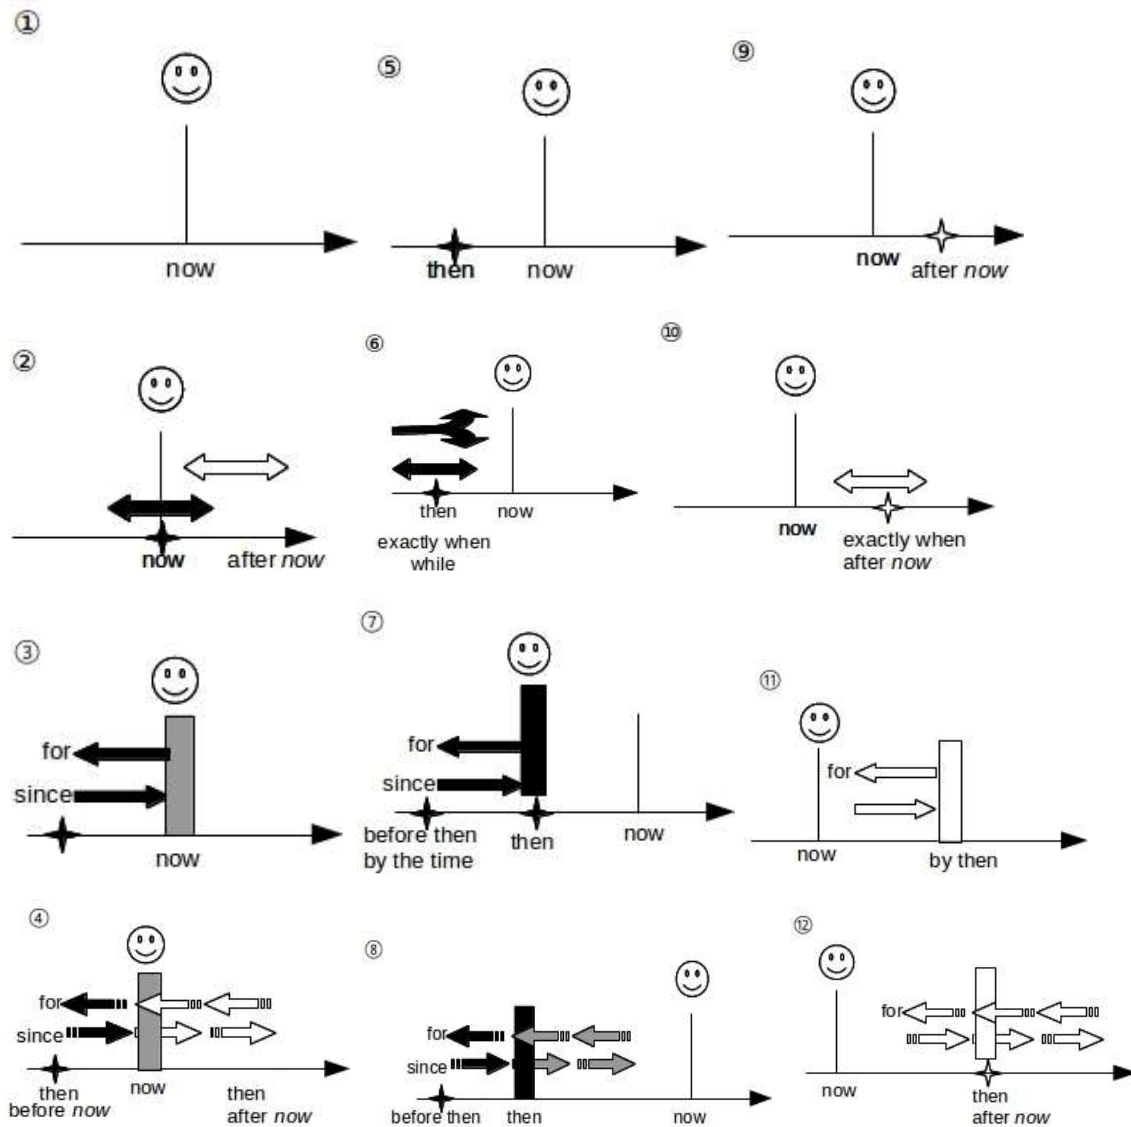 ①
now
⑤
then now
⑨
now after now
②
now after now
⑥
then now
exactly when
while
⑩
now exactly when
after now
③
for
since
now
⑦
for
since
before then then now
by the time
⑪
for
now by then
④
for
since
then now then
before now after now
⑧
for
since
before then then now
⑫
for
now then
after now